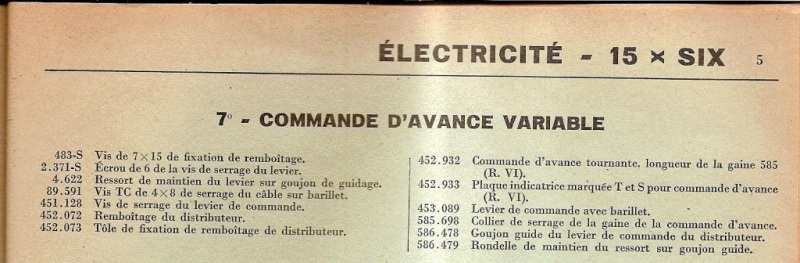 ÉLECTRICITÉ - 15 × SIX 5
7° - COMMANDE D'AVANCE VARIABLE
483-S Vis de 7×15 de fixation de remboîtage.
2.371-S Écrou de 6 de la vis de serrage du levier.
4.622 Ressort de maintien du levier sur goujon de guidage.
89.591 Vis TC de 4×8 de serrage du câble sur barillet.
451.128 Vis de serrage du levier de commande.
452.072 Remboîtage du distributeur.
452.073 Tôle de fixation de remboîtage de distributeur.
452.932 Commande d'avance tournante, longueur de la gaine 585
(R. VI).
452.933 Plaque indicatrice marquée T et S pour commande d'avance
(R. VI).
453.089 Levier de commande avec barillet.
585.698 Collier de serrage de la gaine de la commande d'avance.
586.478 Goujon guide du levier de commande du distributeur.
586.479 Rondelle de maintien du ressort sur goujon guide.